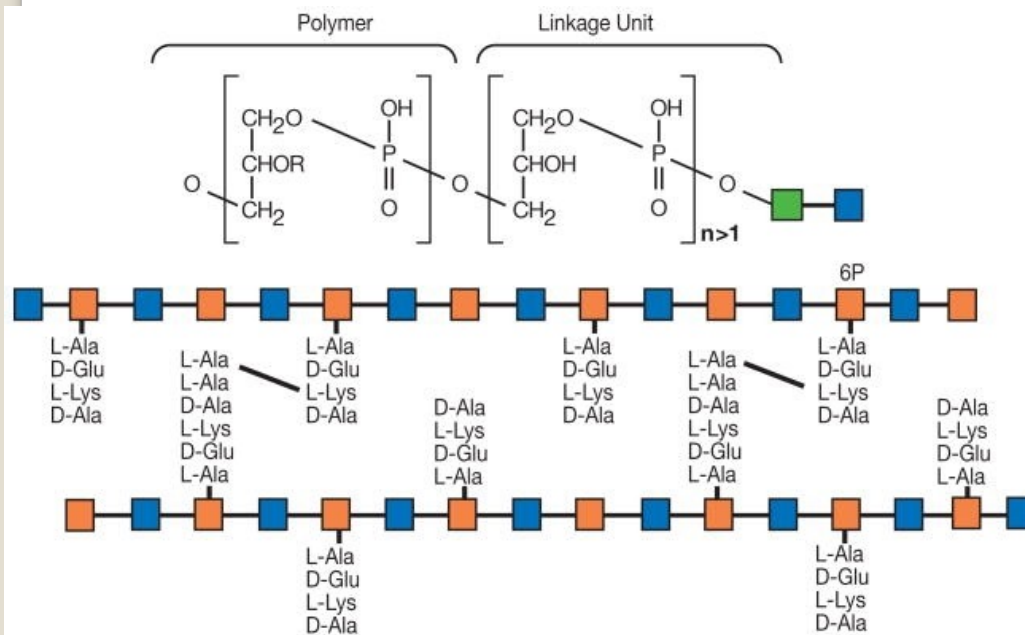 Polymer
Linkage Unit
CH2O
OH
CHOR
P
O
CH2
O
O
CH2O
OH
CHOH
P
O
CH2
O
n>1
6P
L-Ala
D-Glu
L-Lys
D-Ala
L-Ala
L-Ala
D-Ala
L-Lys
D-Glu
L-Ala
L-Ala
D-Glu
L-Lys
D-Ala
D-Ala
L-Lys
D-Glu
L-Ala
L-Ala
D-Glu
L-Lys
D-Ala
L-Ala
L-Ala
D-Ala
L-Lys
D-Glu
L-Ala
L-Ala
D-Glu
L-Lys
D-Ala
D-Ala
L-Lys
D-Glu
L-Ala
L-Ala
D-Glu
L-Lys
D-Ala
L-Ala
D-Glu
L-Lys
D-Ala